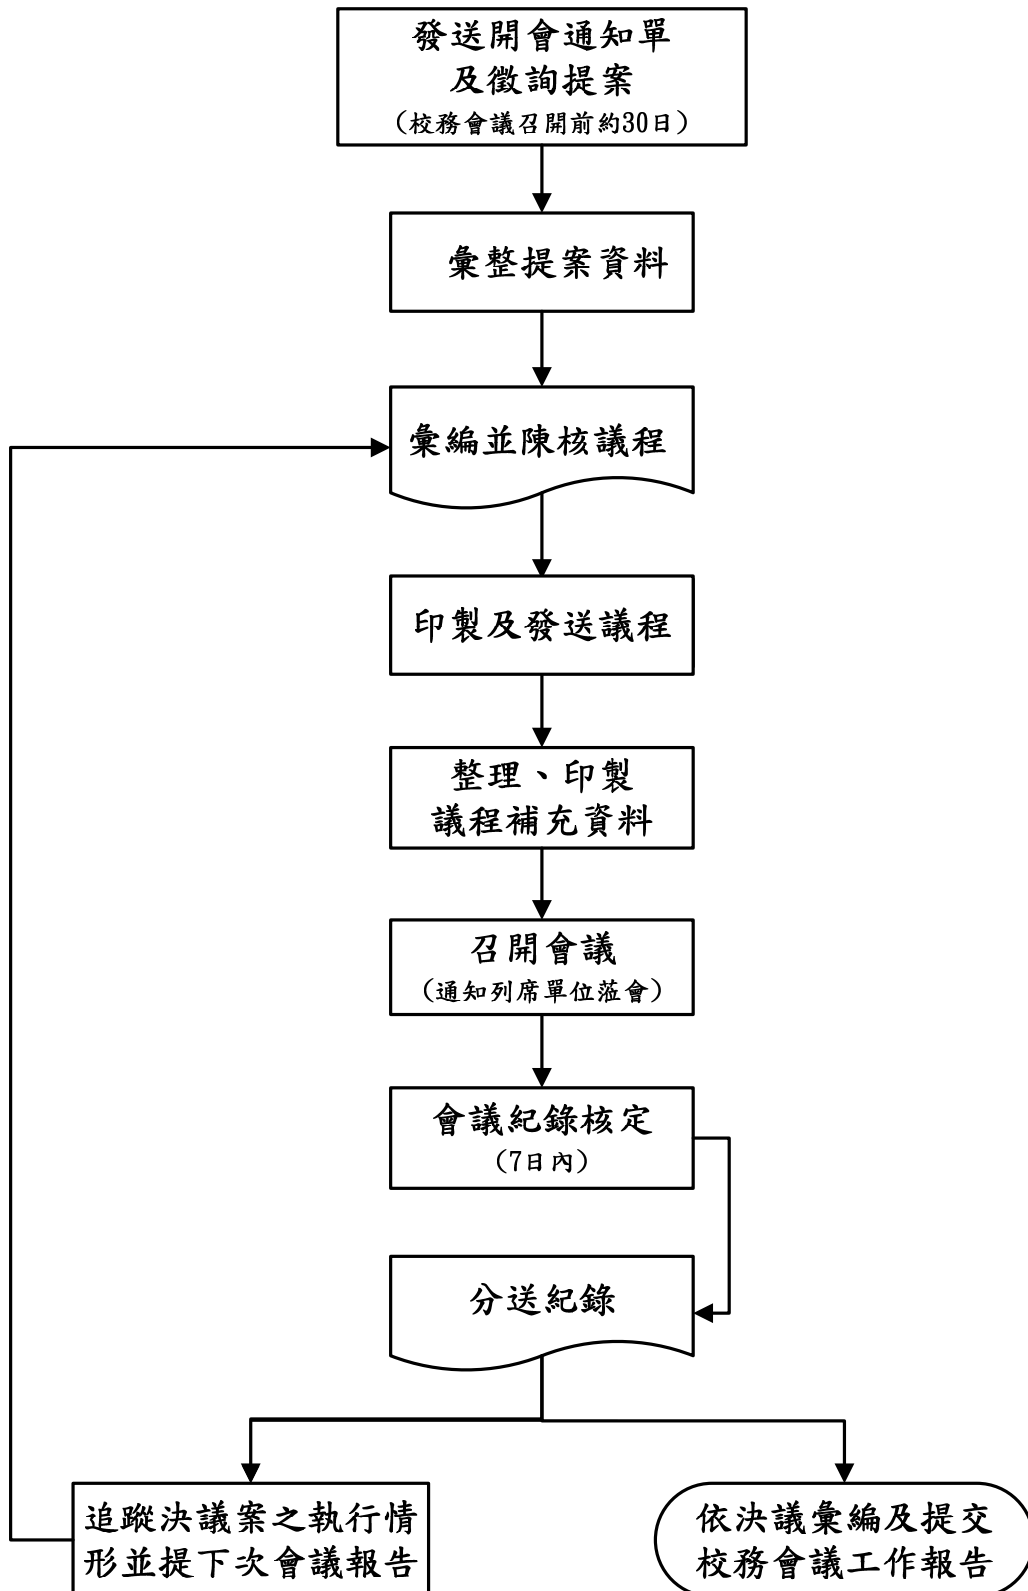 發送開會通知單
及徵詢提案
（校務會議召開前約30日）
彙整提案資料
彙編並陳核議程
印製及發送議程
整理、印製
議程補充資料
召開會議
（通知列席單位蒞會）
會議紀錄核定
（7日內）
分送紀錄
追蹤決議案之執行情
形並提下次會議報告
依決議彙編及提交
校務會議工作報告